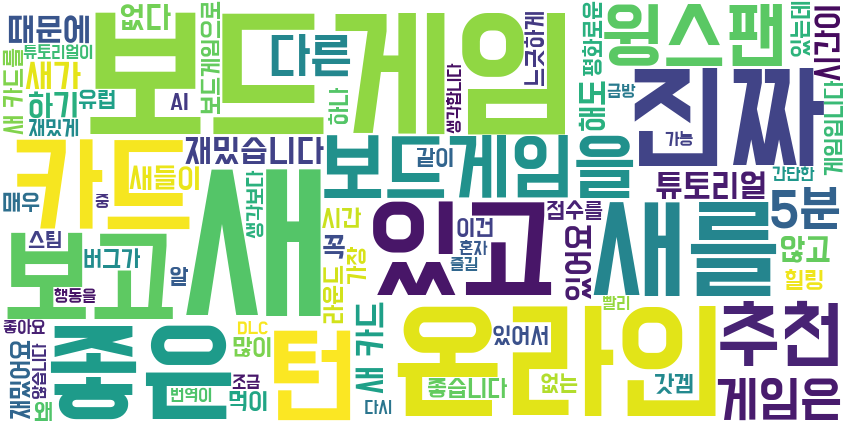 보드게임
윙스팬
때문에
없다
튜토리얼이
새가
하기
유럽
AI
재밌게
새 카드를
보드게임으로
다른
하나
느긋하게
생각합니다
평화로운
해도
있는데
시간이
금방
진짜
가능
게임입니다
간단한
카드
재밌습니다
새들이
매우
중
생각보다
보드게임을
같이
튜토리얼
5분
새
보고
있고
새를
스팀
버그가
알
행동을
시간
꼭
가장
라운드
이건
혼자
즐길
점수를
있어요
않고
힐링
빨리
좋아요
좋은
DLC
많이
턴
새 카드
온라인
있어서
좋습니다
없는
갓겜
추천
게임은
재밌어요
않습니다
왜
번역이
조금
먹이
다시